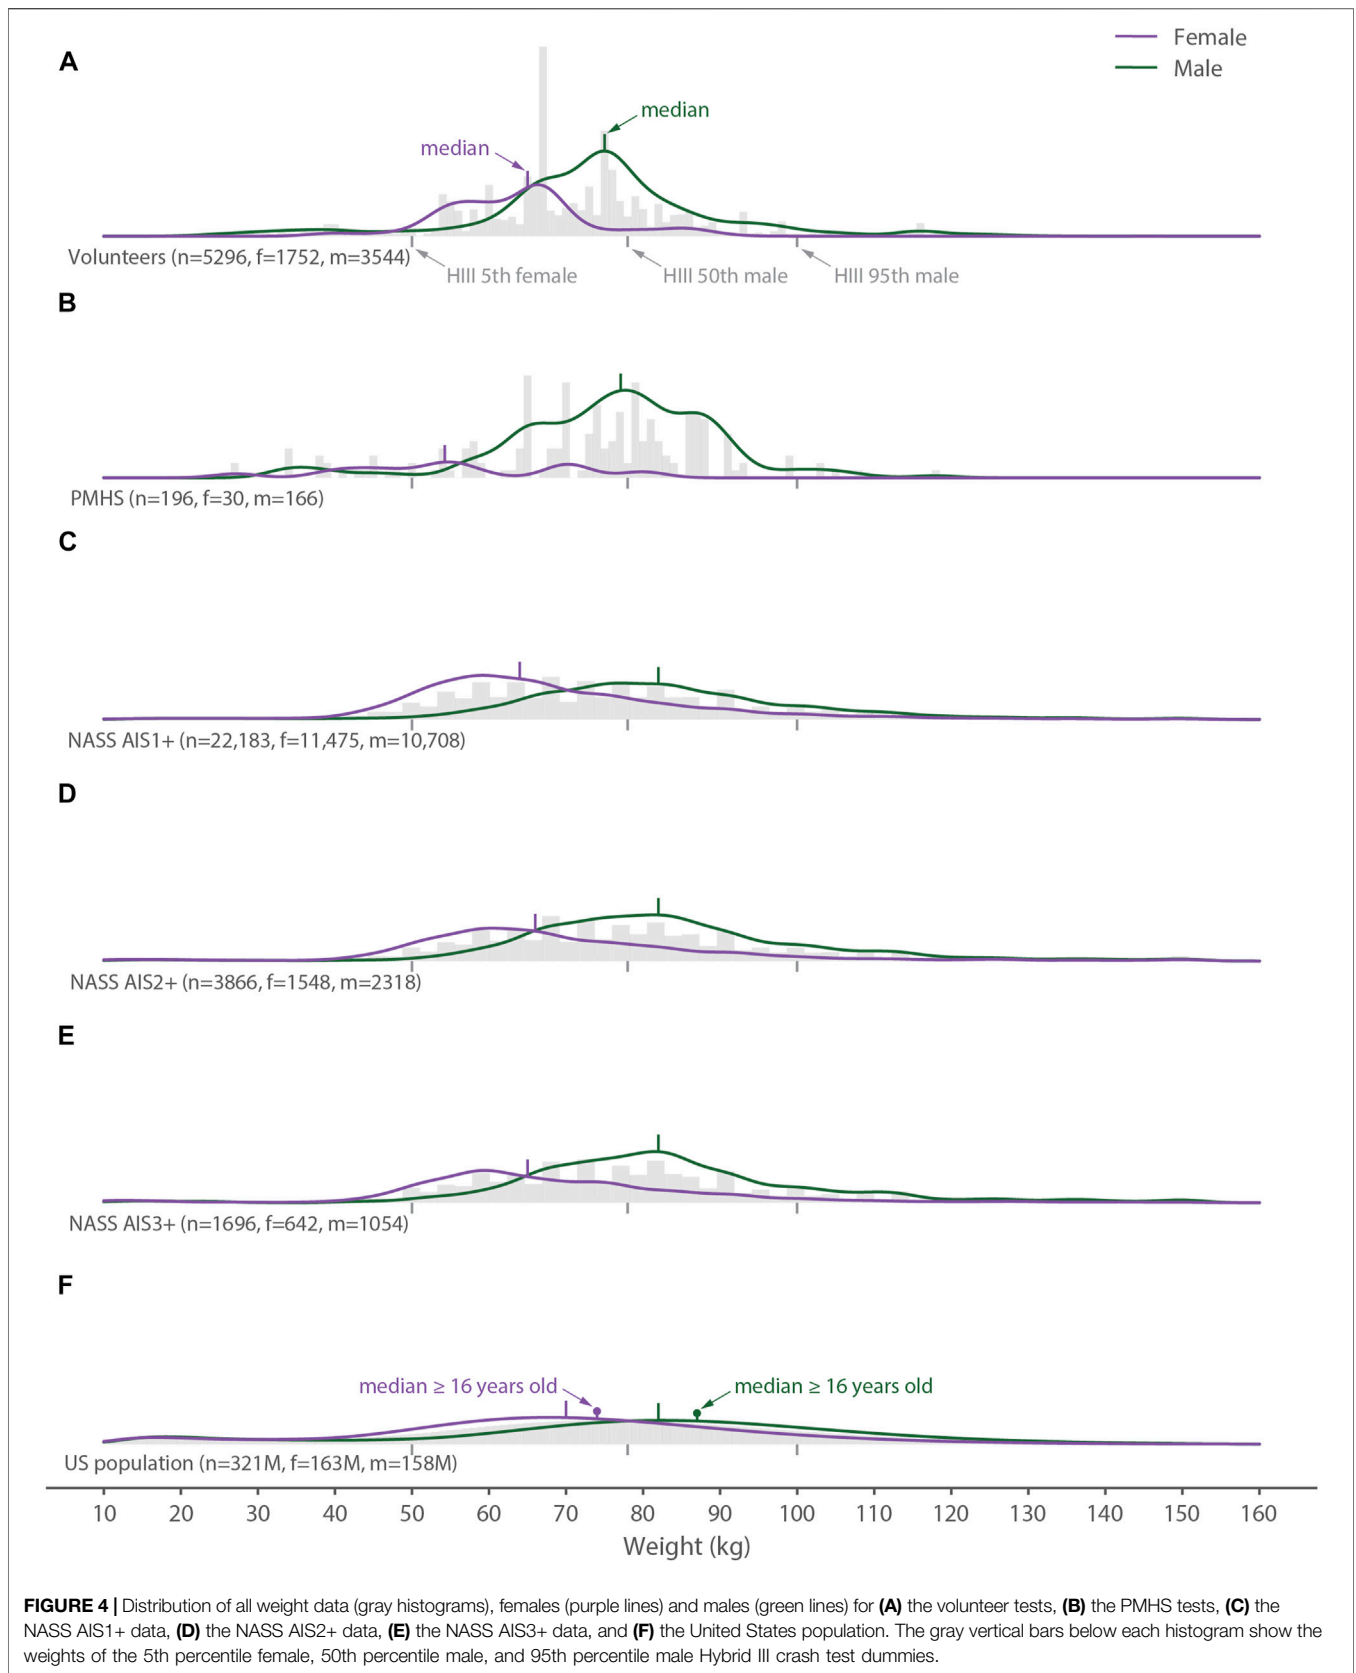 Female
Male
A
median
median
Volunteers (n=5296, f=1752, m=3544)
HIII 5th female
HIII 50th male
HIII 95th male
B
PMHS (n=196, f=30, m=166)
C
NASS AIS1+ (n=22,183, f=11,475, m=10,708)
D
NASS AIS2+ (n=3866, f=1548, m=2318)
E
NASS AIS3+ (n=1696, f=642, m=1054)
F
median ≥ 16 years old
median ≥ 16 years old
US population (n=321M, f=163M, m=158M)
10 20 30 40 50 60 70 80 90 100 110 120 130 140 150 160
Weight (kg)
FIGURE 4 | Distribution of all weight data (gray histograms), females (purple lines) and males (green lines) for (A) the volunteer tests, (B) the PMHS tests, (C) the
NASS AIS1+ data, (D) the NASS AIS2+ data, (E) the NASS AIS3+ data, and (F) the United States population. The gray vertical bars below each histogram show the
weights of the 5th percentile female, 50th percentile male, and 95th percentile male Hybrid III crash test dummies.